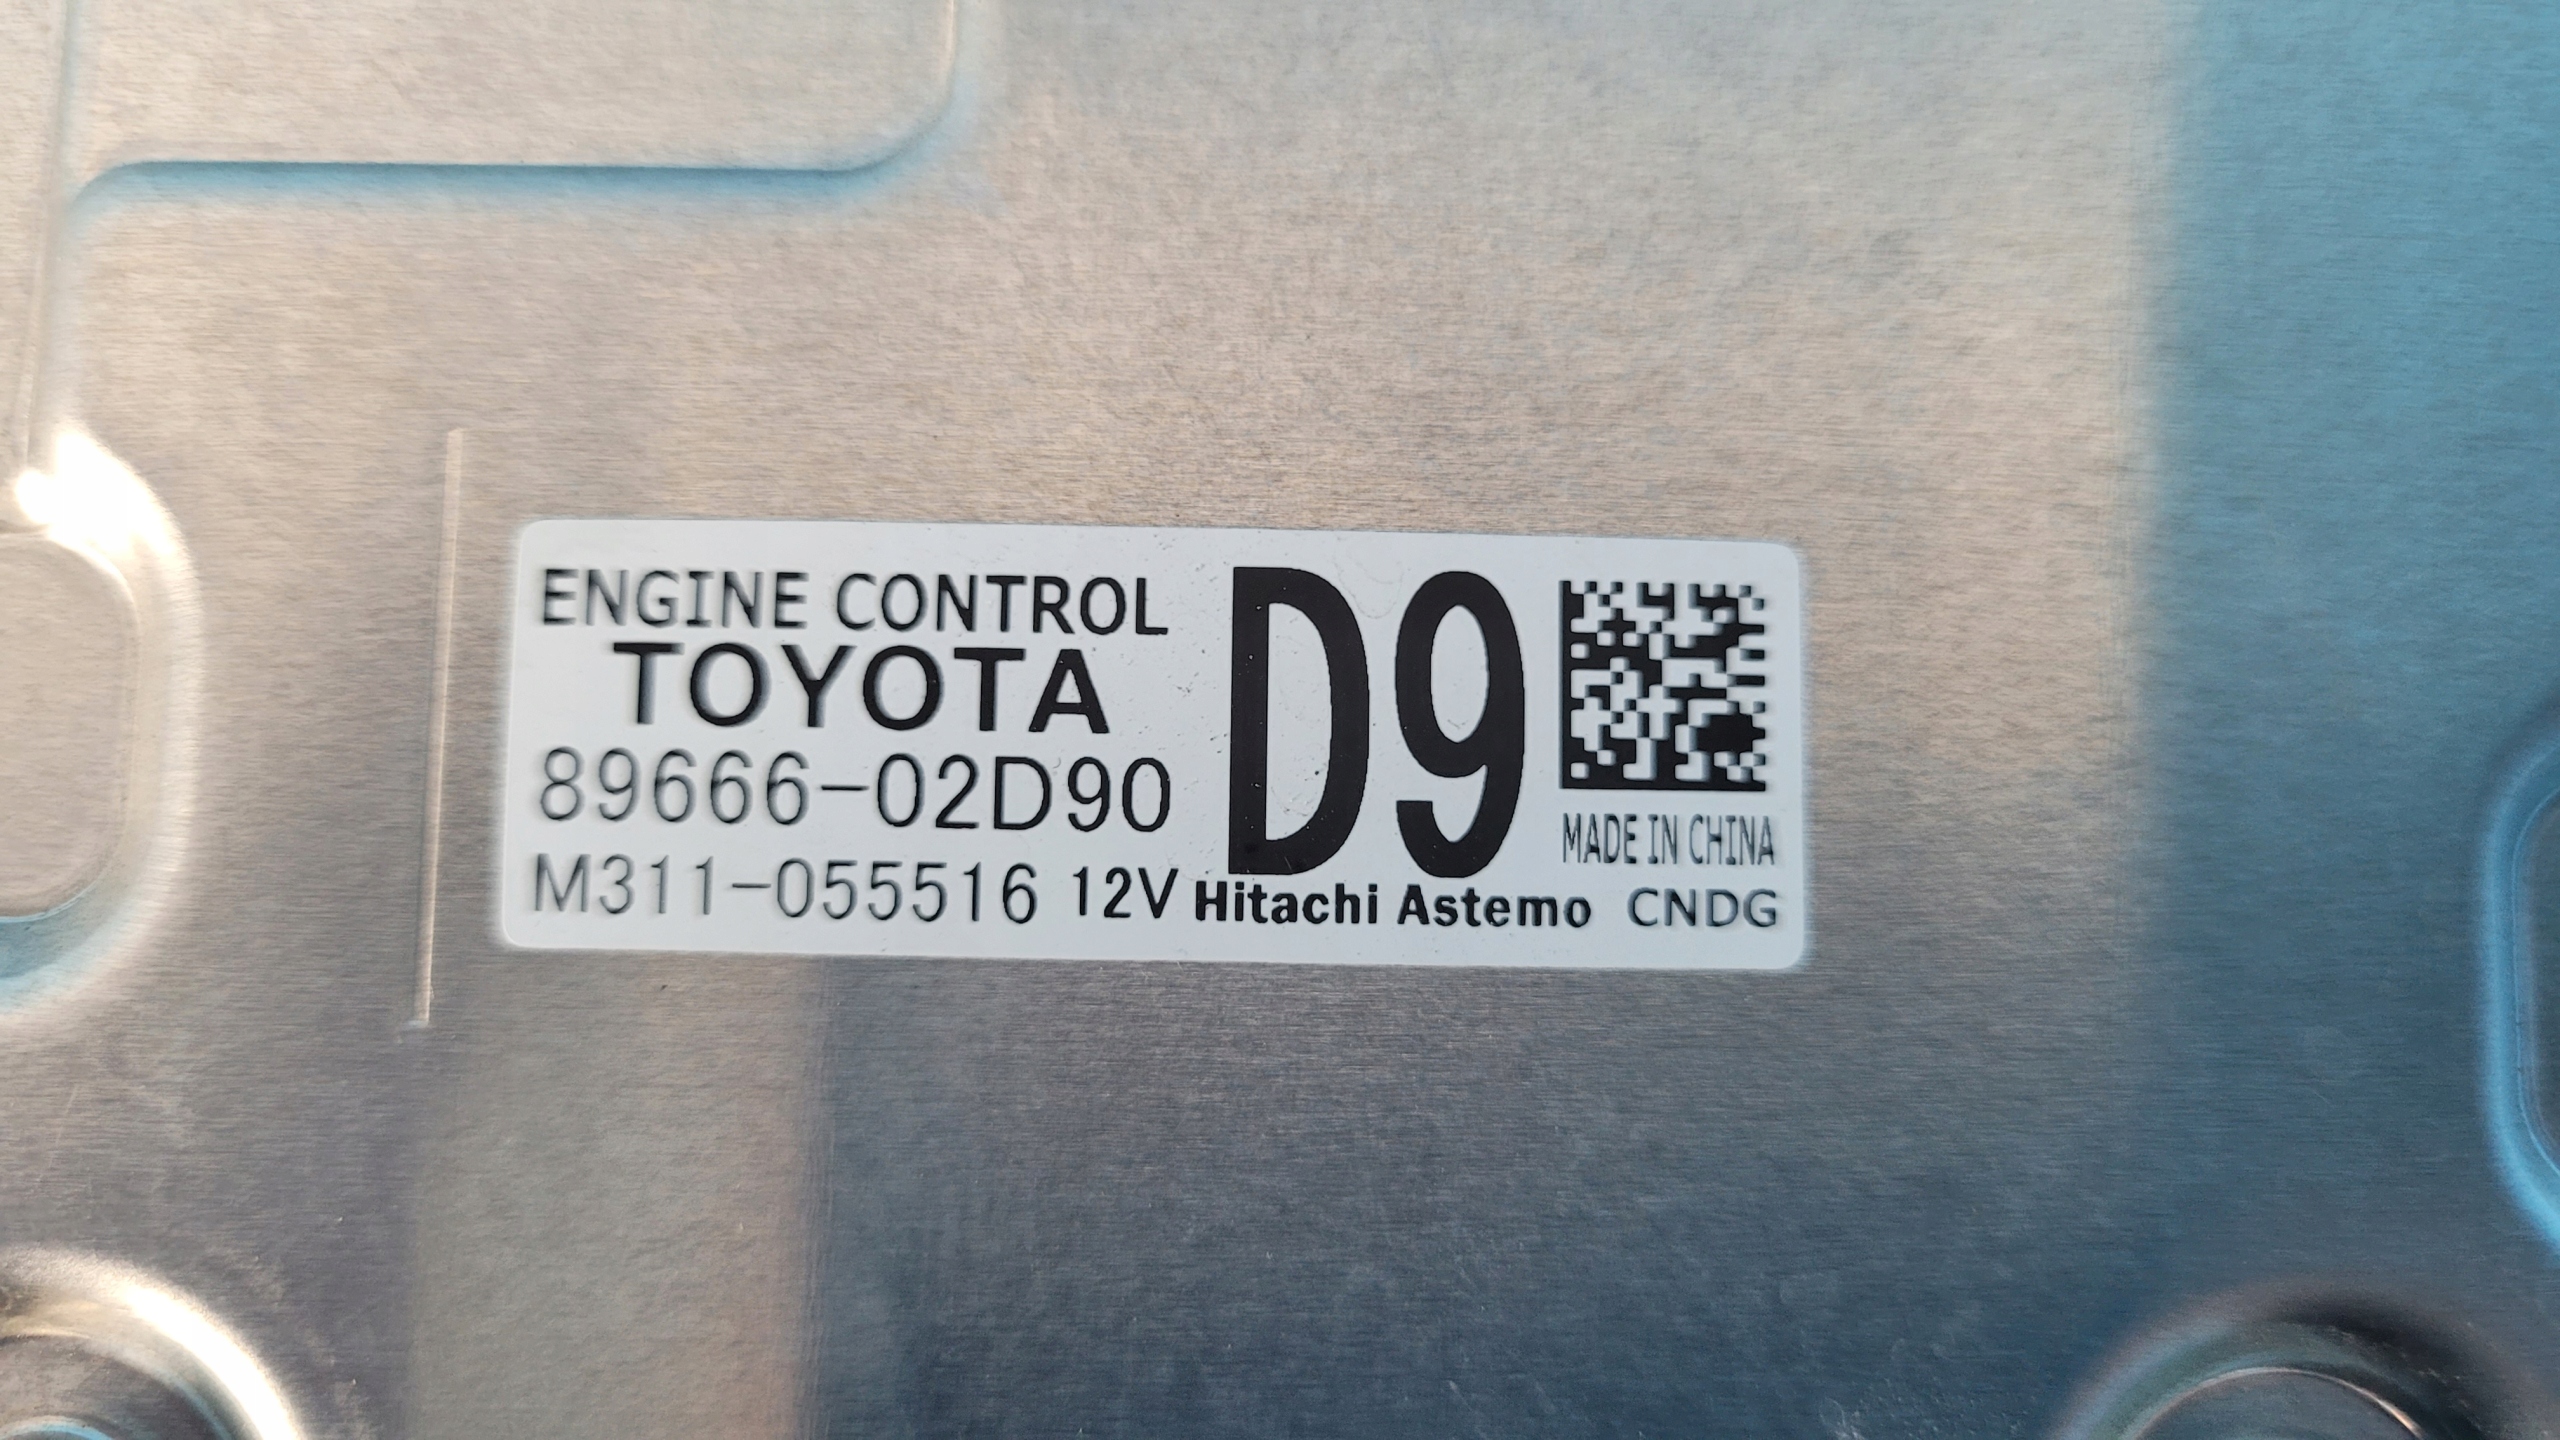 ENGINE CONTROL
TOYOTA
89666-02D90
D9
MADE IN CHINA
M311-055516 12V Hitachi Astemo CNDG